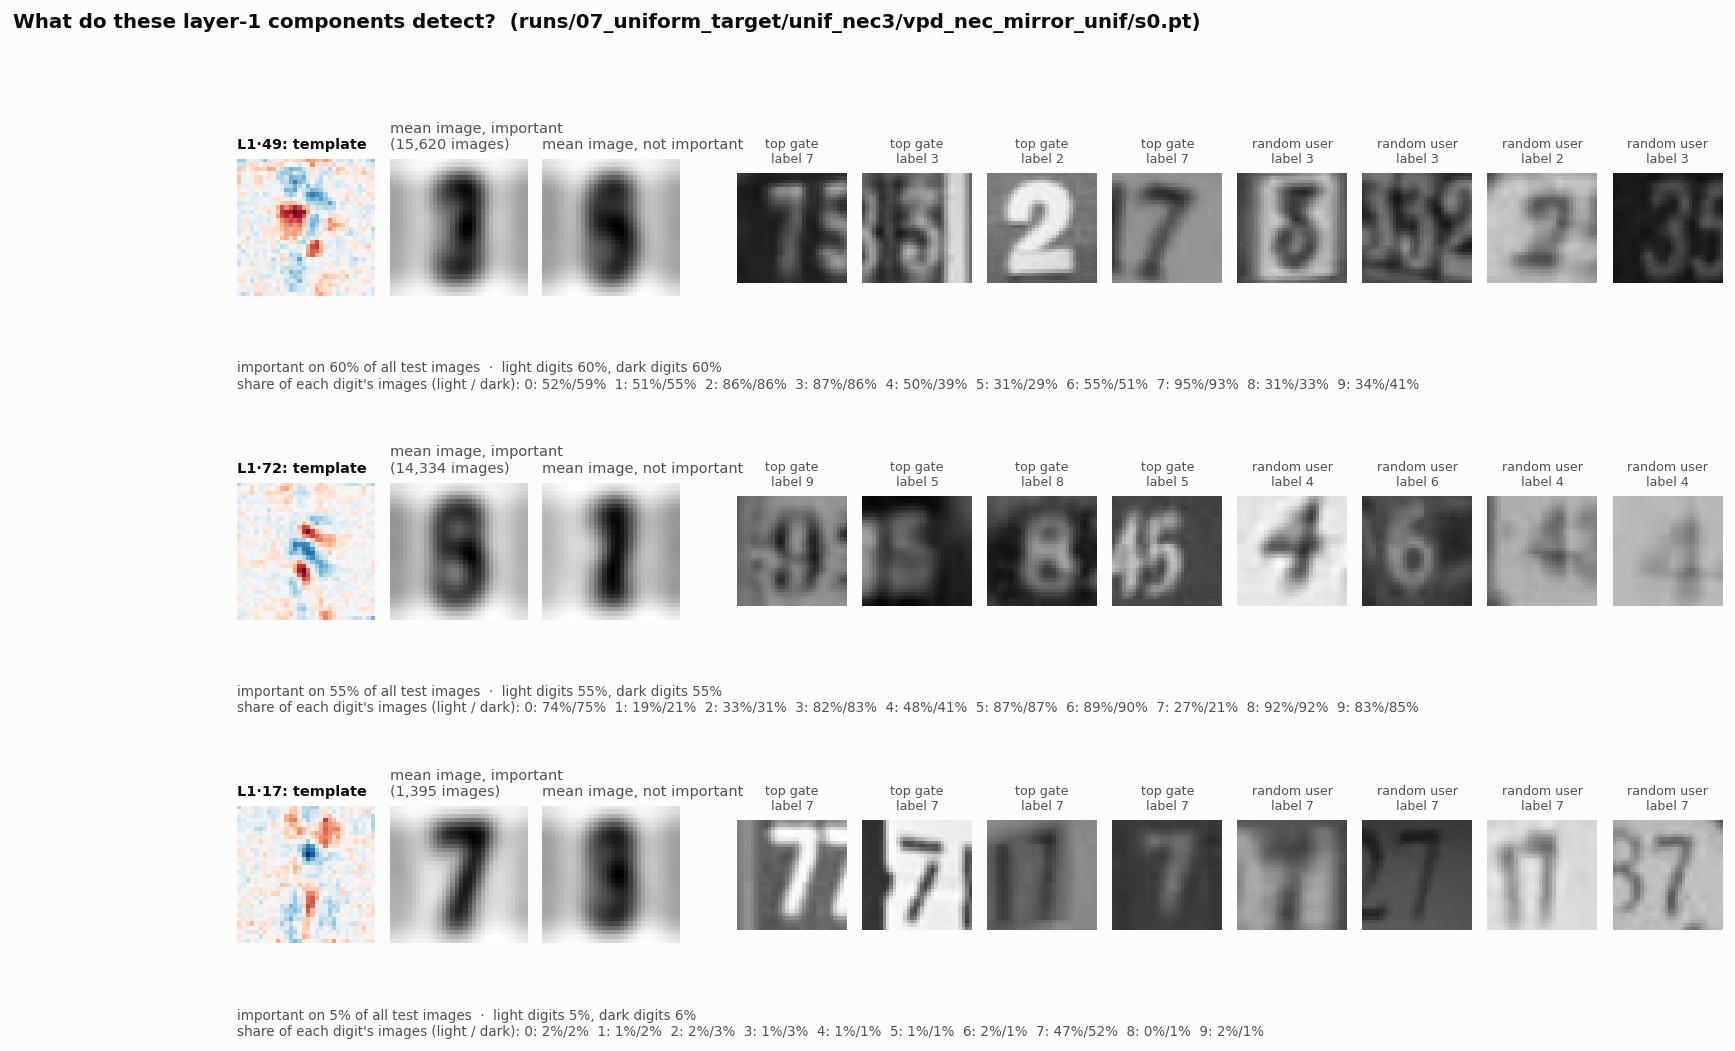 What do these layer-1 components detect? (runs/07_uniform_target/unif_nec3/vpd_nec_mirror_unif/s0.pt)
L1·49: template
mean image, important
(15,620 images)
mean image, not important
top gate
label 7
top gate
label 3
top gate
label 2
top gate
label 7
random user
label 3
random user
label 3
random user
label 2
random user
label 3
important on 60% of all test images · light digits 60%, dark digits 60%
share of each digit's images (light / dark): 0: 52%/59% 1: 51%/55% 2: 86%/86% 3: 87%/86% 4: 50%/39% 5: 31%/29% 6: 55%/51% 7: 95%/93% 8: 31%/33% 9: 34%/41%
L1·72: template
mean image, important
(14,334 images)
mean image, not important
top gate
label 9
top gate
label 5
top gate
label 8
top gate
label 5
random user
label 4
random user
label 6
random user
label 4
random user
label 4
important on 55% of all test images · light digits 55%, dark digits 55%
share of each digit's images (light / dark): 0: 74%/75% 1: 19%/21% 2: 33%/31% 3: 82%/83% 4: 48%/41% 5: 87%/87% 6: 89%/90% 7: 27%/21% 8: 92%/92% 9: 83%/85%
L1·17: template
mean image, important
(1,395 images)
mean image, not important
top gate
label 7
top gate
label 7
top gate
label 7
top gate
label 7
random user
label 7
random user
label 7
random user
label 7
random user
label 7
important on 5% of all test images · light digits 5%, dark digits 6%
share of each digit's images (light / dark): 0: 2%/2% 1: 1%/2% 2: 2%/3% 3: 1%/3% 4: 1%/1% 5: 1%/1% 6: 2%/1% 7: 47%/52% 8: 0%/1% 9: 2%/1%